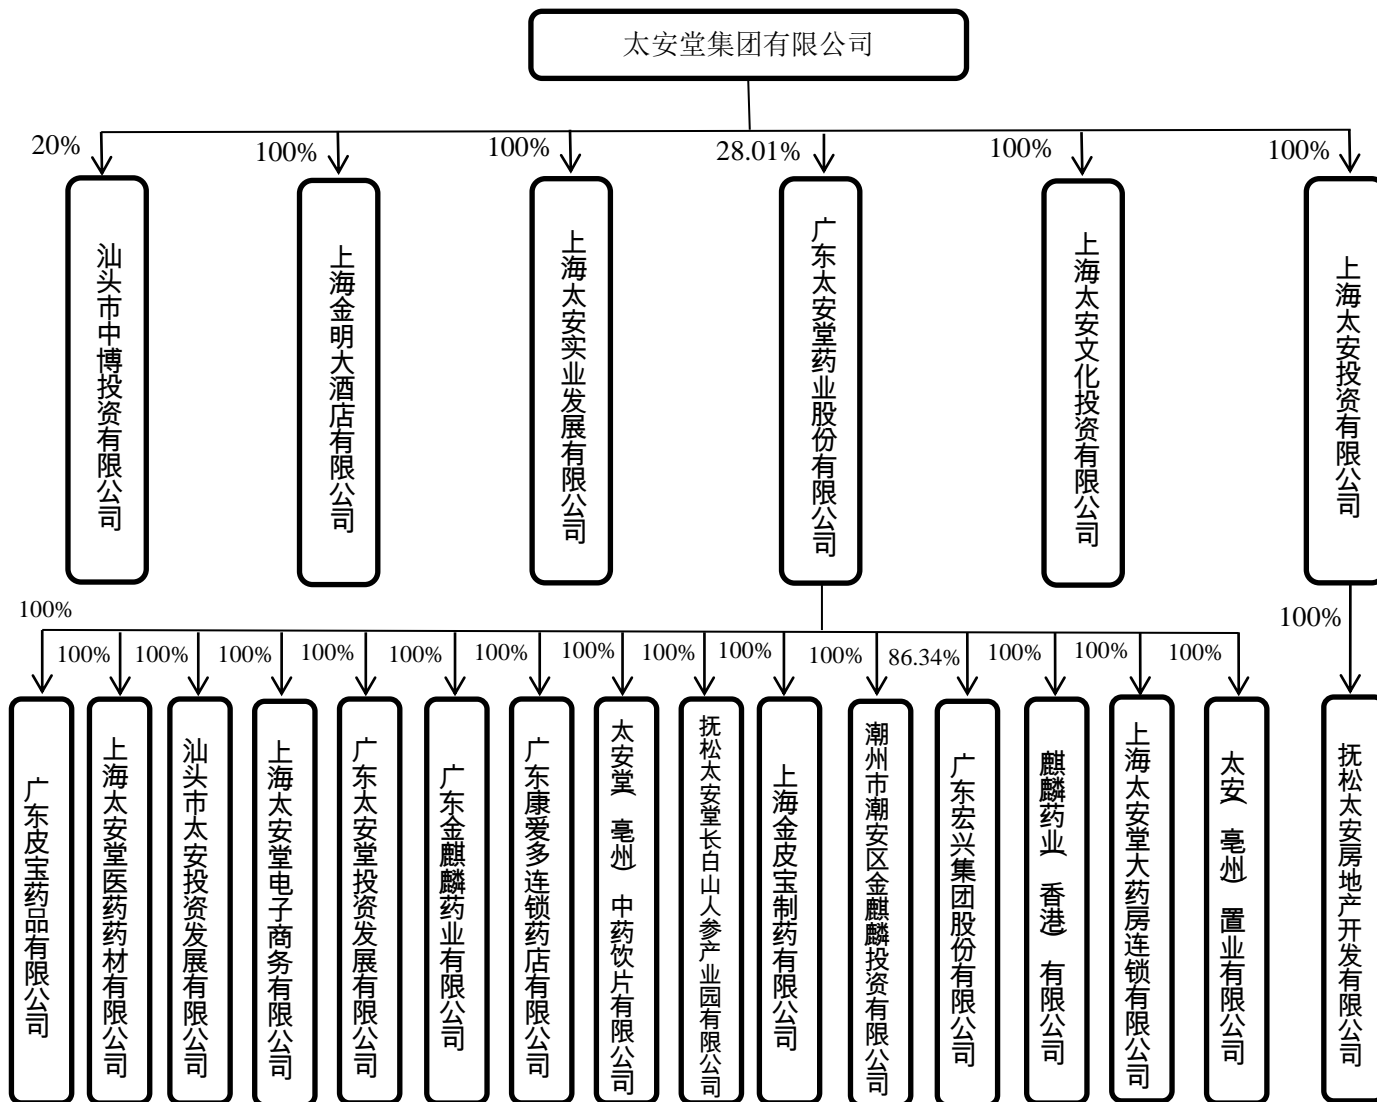 太安堂集团有限公司
20%
100%
100%
28.01%
100%
100%
汕头市中博投资有限公司
上海金明大酒店有限公司
上海太安实业发展有限公司
广东太安堂药业股份有限公司
上海太安文化投资有限公司
上海太安投资有限公司
100%
100%
100%
100%
100%
100%
100%
100%
100%
100%
100%
86.34%
100%
100%
100%
100%
广东皮宝药品有限公司
上海太安堂医药药材有限公司
汕头市太安投资发展有限公司
上海太安堂电子商务有限公司
广东太安堂投资发展有限公司
广东金麒麟药业有限公司
广东康爱多连锁药店有限公司
太安堂（亳州）中药饮片有限公司
抚松太安堂长白山人参产业园有限公司
上海金皮宝制药有限公司
潮州市潮安区金麒麟投资有限公司
广东宏兴集团股份有限公司
麒麟药业（香港）有限公司
上海太安堂大药房连锁有限公司
太安（亳州）置业有限公司
抚松太安房地产开发有限公司